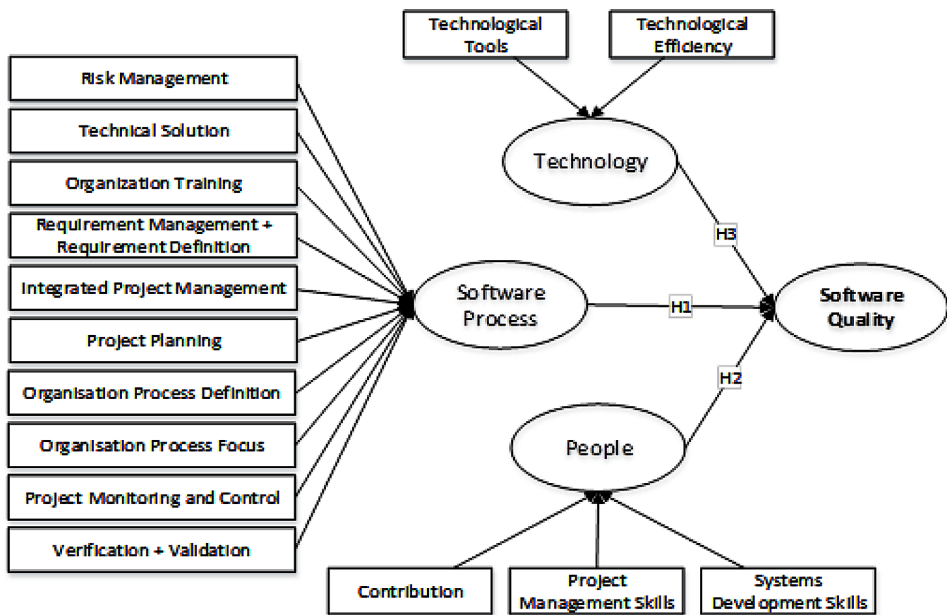 Technological
Tools
Technological
Efficiency
Risk Management
Technical Solution
Organization Training
Requirement Management +
Requirement Definition
Integrated Project Management
Project Planning
Organisation Process Definition
Organisation Process Focus
Project Monitoring and Control
Verification + Validation
Technology
H3
Software
Process
H1
Software
Quality
H2
People
Contribution
Project
Management Skills
Systems
Development Skills